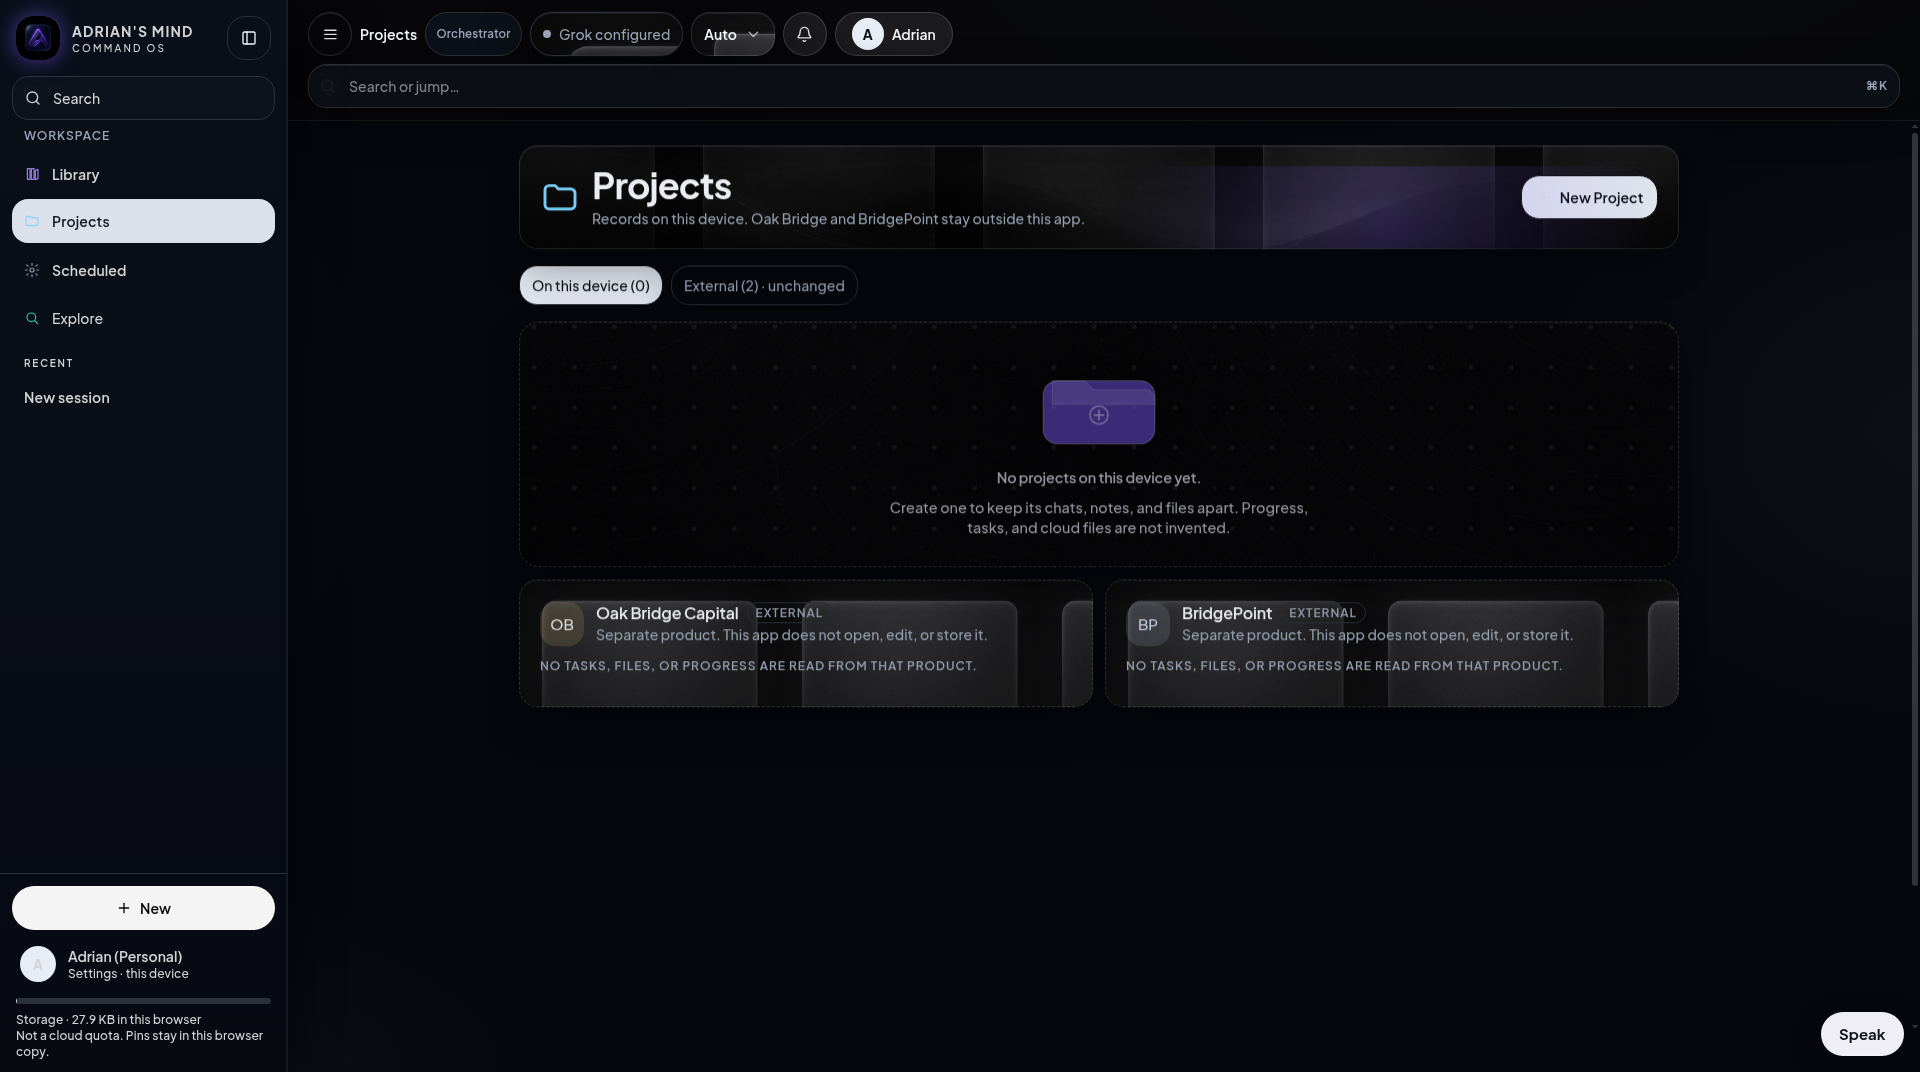 ADRIAN'S MIND
COMMAND OS
Search
WORKSPACE
Library
Projects
Scheduled
Explore
RECENT
New session
New
A
Adrian (Personal)
Settings · this device
Storage · 27.9 KB in this browser
Not a cloud quota. Pins stay in this browser
copy.
Projects
Orchestrator
Grok configured
Auto
A
Adrian
Search or jump...
⌘K
Projects
Records on this device. Oak Bridge and BridgePoint stay outside this app.
New Project
On this device (0)
External (2) · unchanged
No projects on this device yet.
Create one to keep its chats, notes, and files apart. Progress,
tasks, and cloud files are not invented.
OB
Oak Bridge Capital
EXTERNAL
Separate product. This app does not open, edit, or store it.
NO TASKS, FILES, OR PROGRESS ARE READ FROM THAT PRODUCT.
BP
BridgePoint
EXTERNAL
Separate product. This app does not open, edit, or store it.
NO TASKS, FILES, OR PROGRESS ARE READ FROM THAT PRODUCT.
Speak